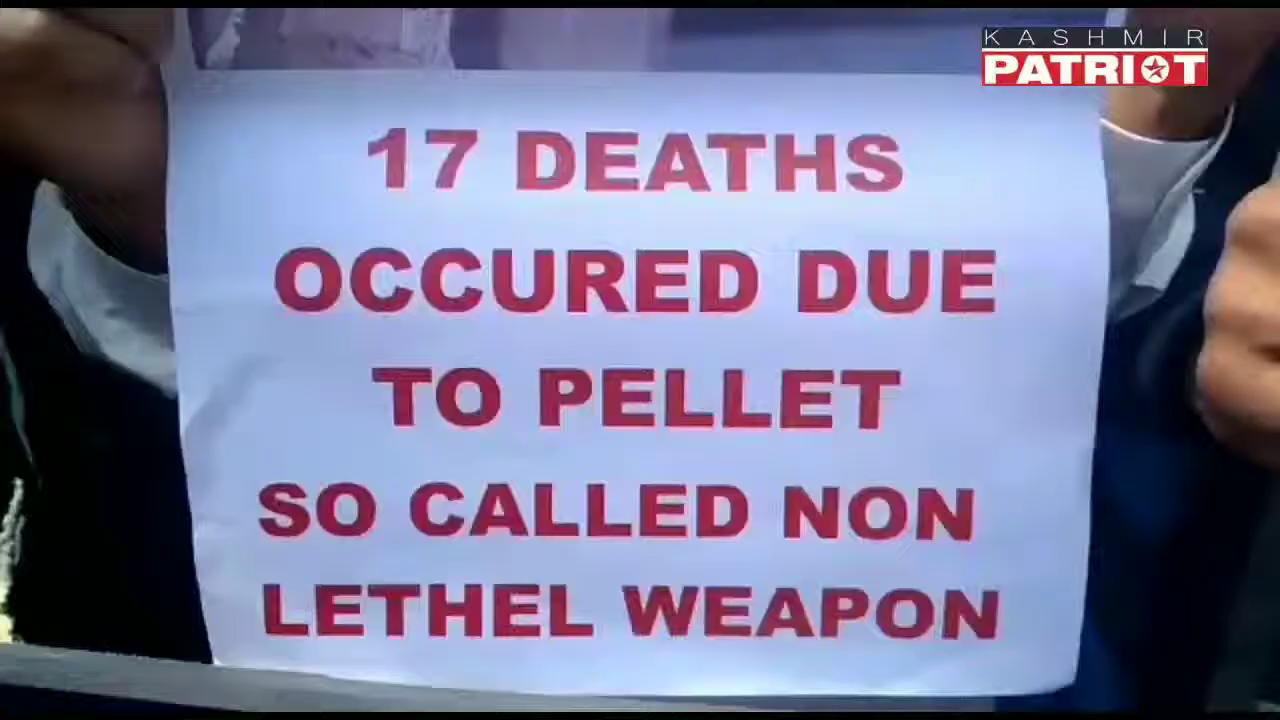 KASHMIR
PATRIOT
17 DEATHS
OCCURED DUE
TO PELLET
SO CALLED NON
LETHEL WEAPON